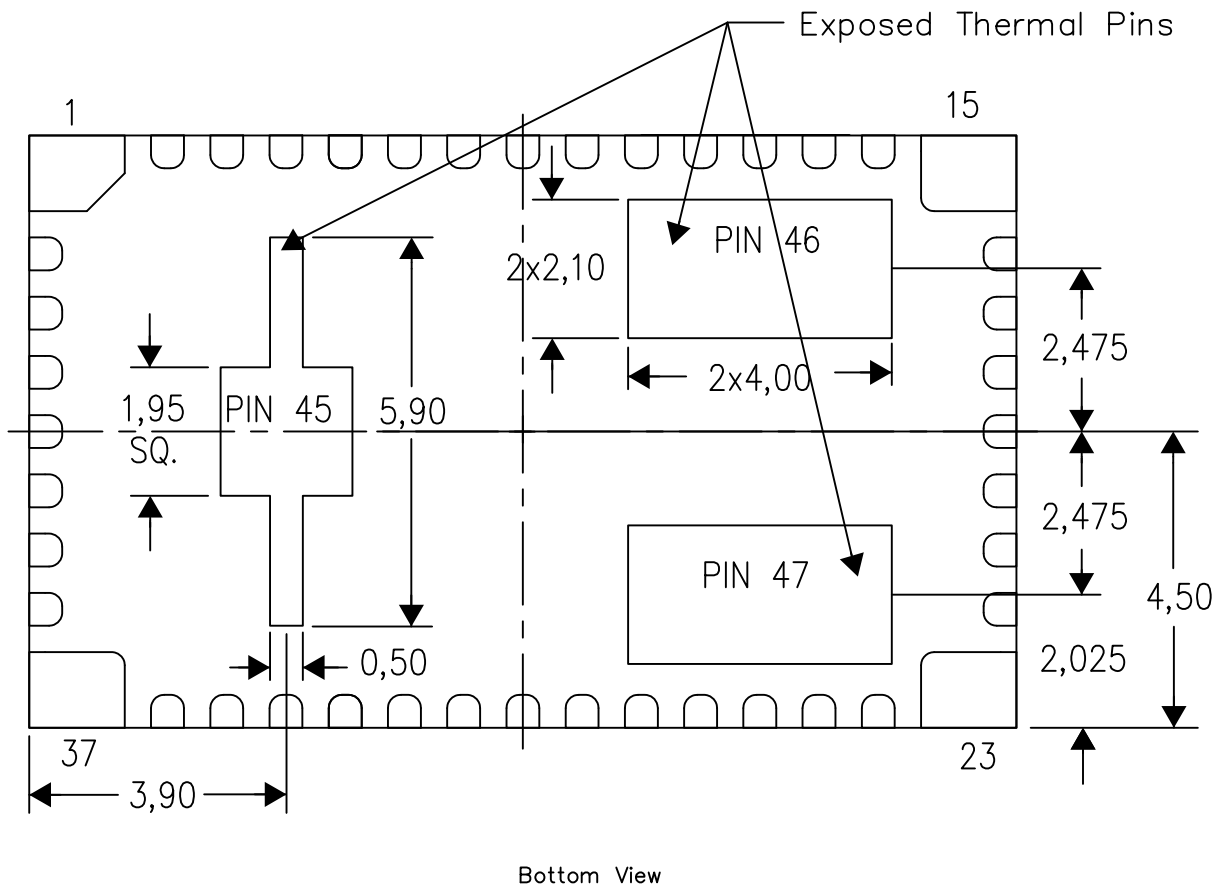 Exposed Thermal Pins
1
15
PIN 46
2x2,10
2,475
2x4,00
1,95
SQ.
PIN 45
5,90
2,475
PIN 47
4,50
0,50
2,025
37
23
3,90
Bottom View